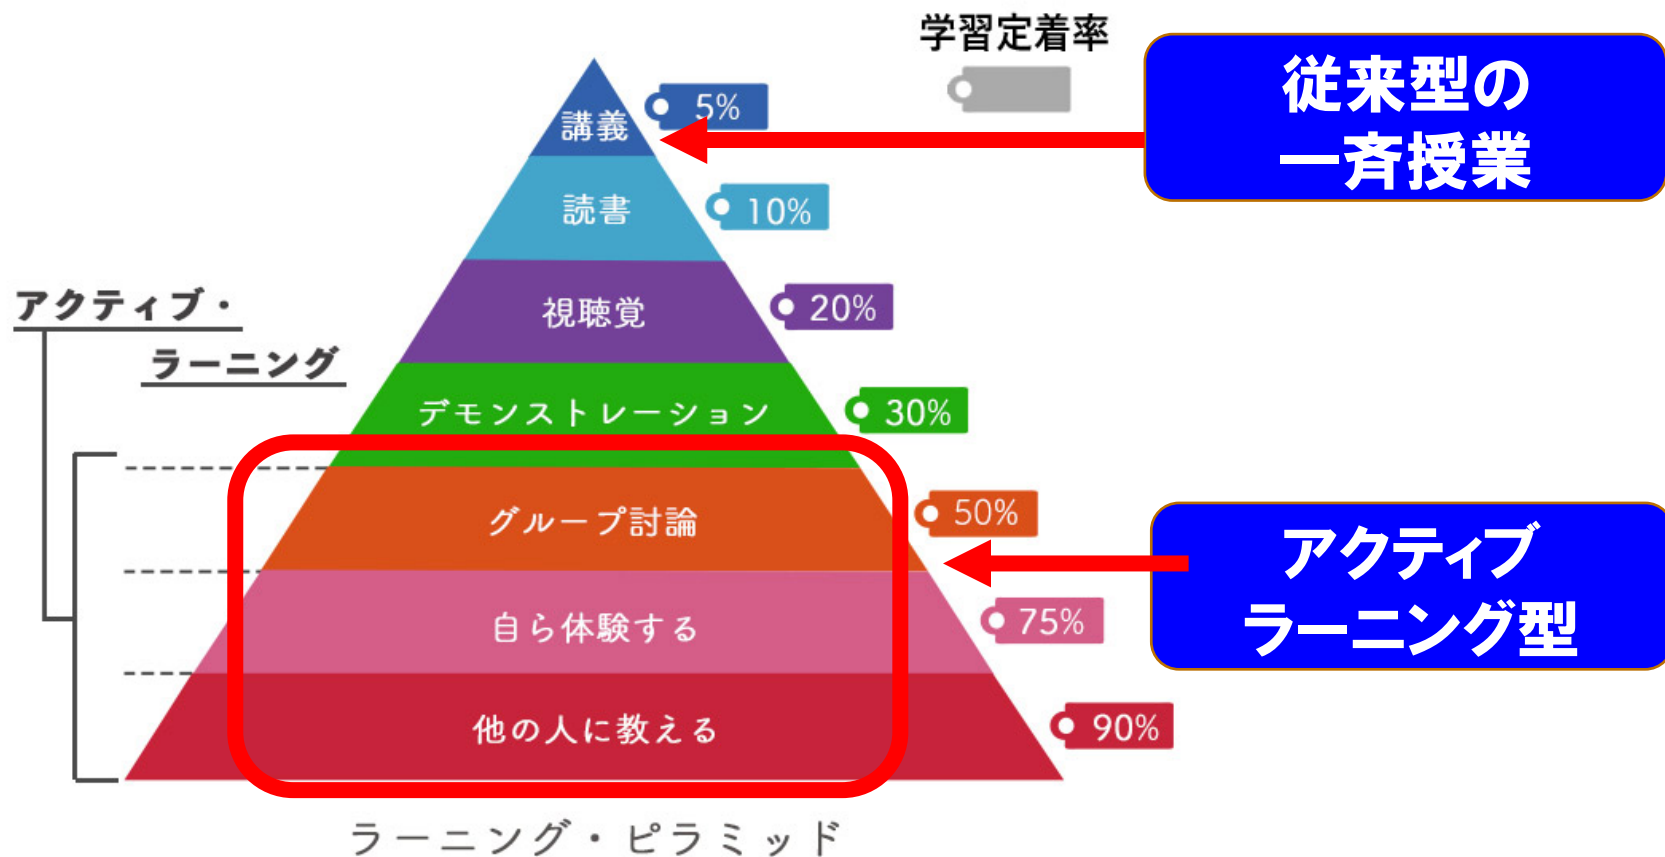 学習定着率
従来型の
一斉授業
講義
5%
読書
10%
視聴覚
20%
アクティブ・
ラーニング
デモンストレーション
30%
グループ討論
50%
アクティブ
ラーニング型
自ら体験する
75%
他の人に教える
90%
ラーニング・ピラミッド